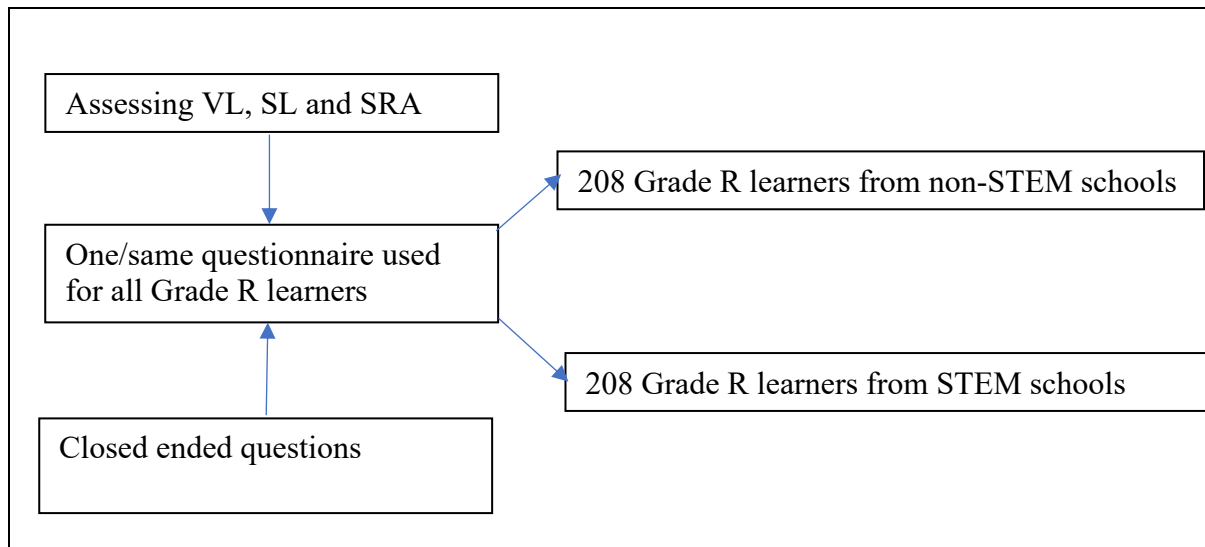 Assessing VL, SL and SRA
208 Grade R learners from non-STEM schools
One/same questionnaire used
for all Grade R learners
208 Grade R learners from STEM schools
Closed ended questions